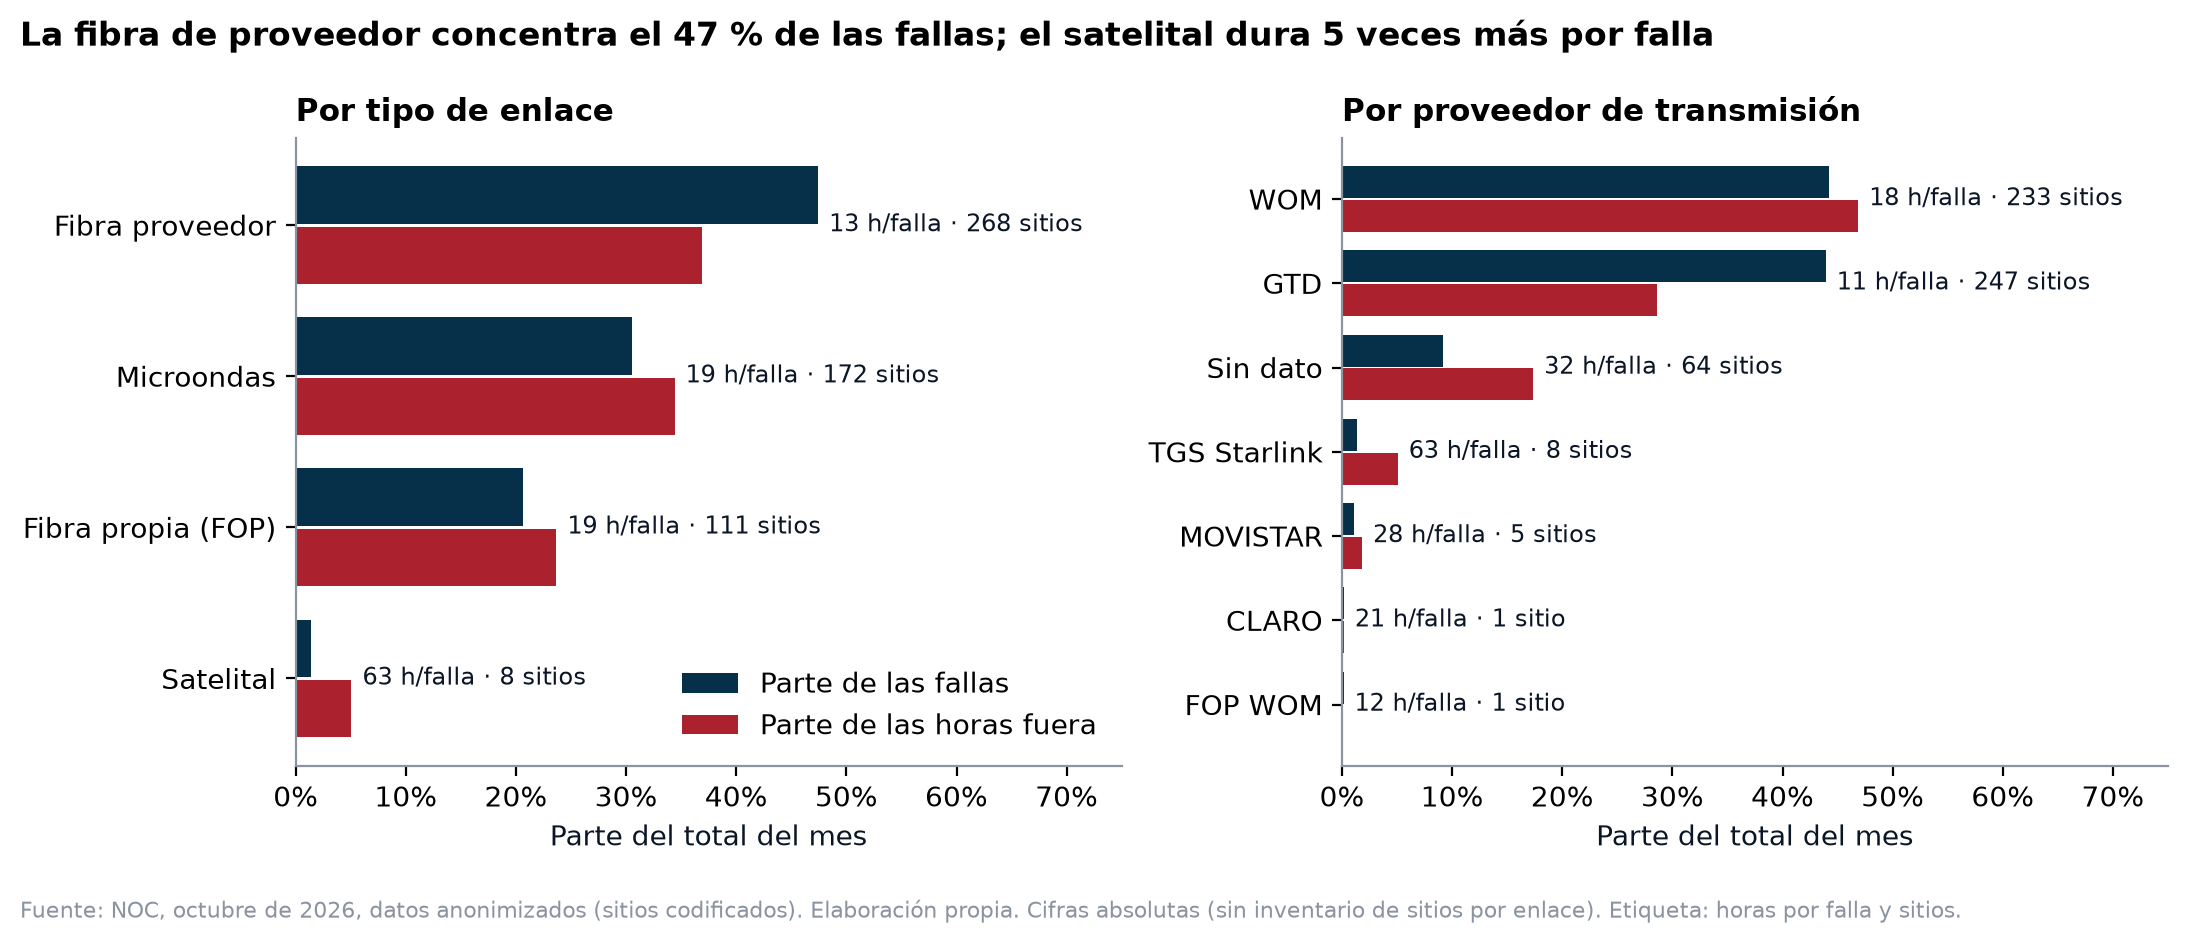 La fibra de proveedor concentra el 47 % de las fallas; el satelital dura 5 veces más por falla
Por tipo de enlace
Fibra proveedor
13 h/falla · 268 sitios
Microondas
19 h/falla · 172 sitios
Fibra propia (FOP)
19 h/falla · 111 sitios
Satelital
63 h/falla · 8 sitios
Parte de las fallas
Parte de las horas fuera
0% 10% 20% 30% 40% 50% 60% 70%
Parte del total del mes
Por proveedor de transmisión
WOM
18 h/falla · 233 sitios
GTD
11 h/falla · 247 sitios
Sin dato
32 h/falla · 64 sitios
TGS Starlink
63 h/falla · 8 sitios
MOVISTAR
28 h/falla · 5 sitios
CLARO
21 h/falla · 1 sitio
FOP WOM
12 h/falla · 1 sitio
0% 10% 20% 30% 40% 50% 60% 70%
Parte del total del mes
Fuente: NOC, octubre de 2026, datos anonimizados (sitios codificados). Elaboración propia. Cifras absolutas (sin inventario de sitios por enlace). Etiqueta: horas por falla y sitios.